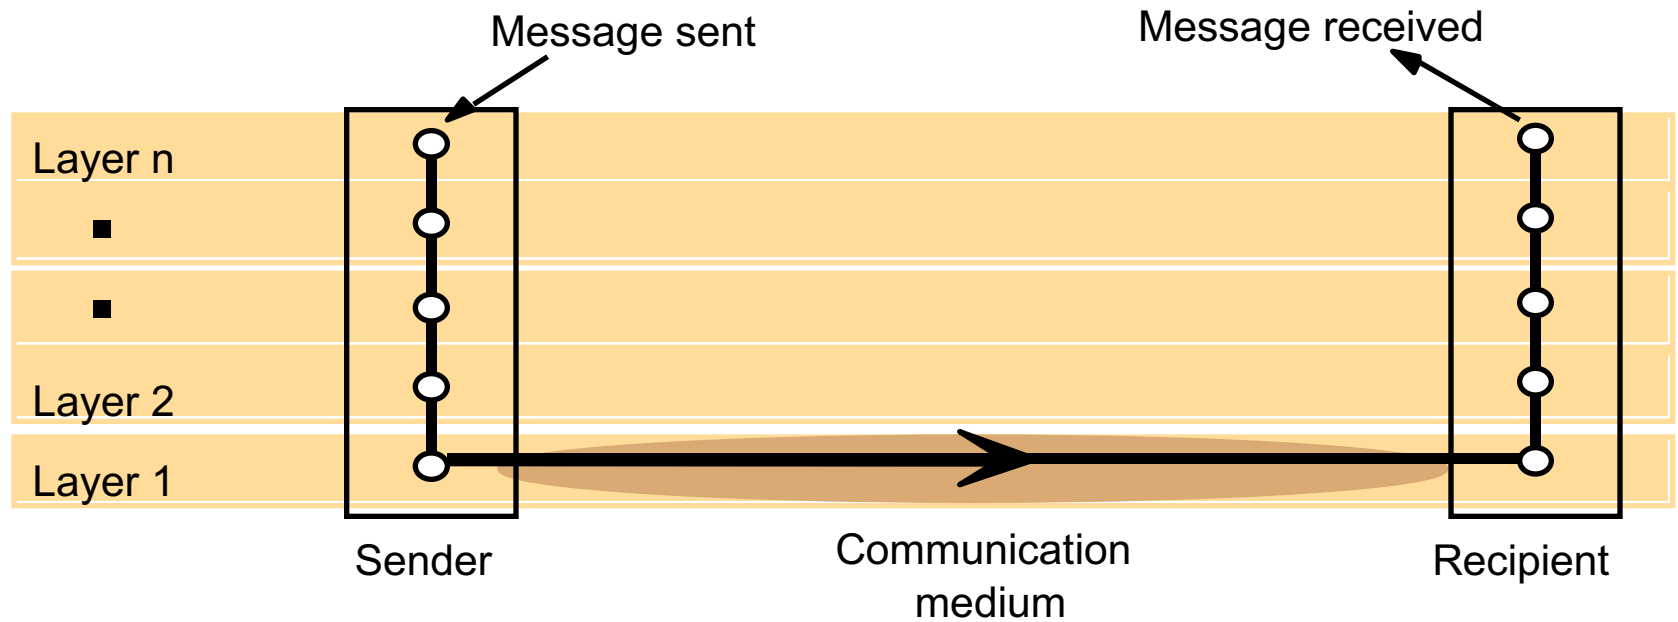 Message sent
Message received
Layer n
Layer 2
Layer 1
Sender
Communication
medium
Recipient